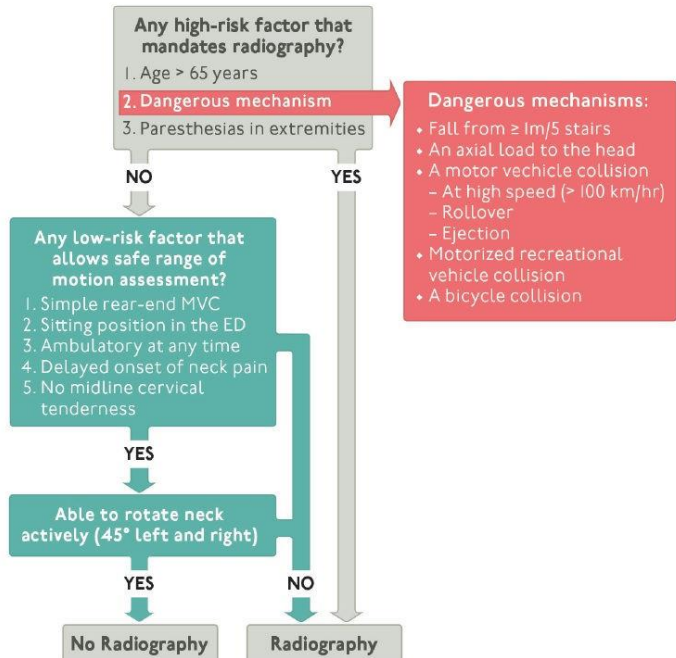 Any high-risk factor that
mandates radiography?
1. Age > 65 years
2. Dangerous mechanism
3. Paresthasias in extremities
Dangerous mechanisms:
• Fall from ≥ 1m/5 stairs
• An axial load to the head
• A motor vechicle collision
– At high speed (> 100 km/hr)
– Rollover
– Ejection
• Motorized recreational
vehicle collision
• A bicycle collision
NO
YES
Any low-risk factor that
allows safe range of
motion assessment?
1. Simple rear-end MVC
2. Sitting position in the ED
3. Ambulatory at any time
4. Delayed onset of neck pain
5. No midline cervical
tenderness
YES
Able to rotate neck
actively (45° left and right)
YES
NO
No Radiography
Radiography